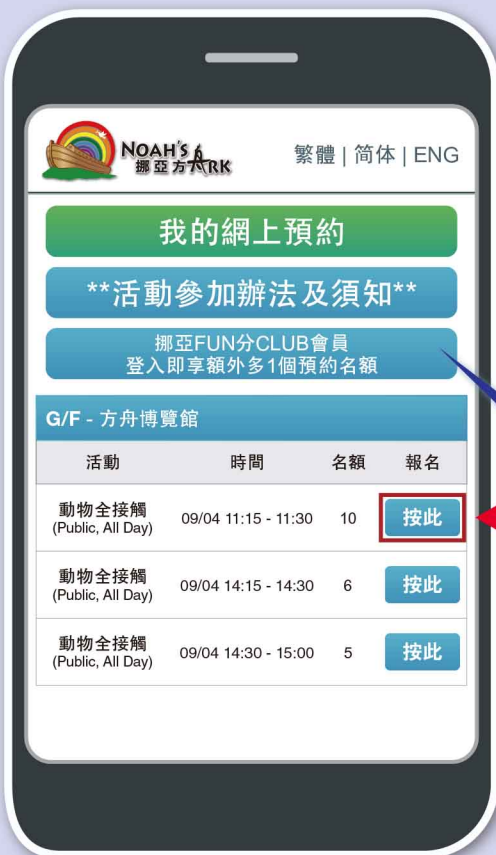 NOAH'S ARK
挪亞方
繁體 | 简体 | ENG
我的網上預約
**活動參加辦法及須知**
挪亞FUN分CLUB會員
登入即享額外多1個預約名額
G/F - 方舟博覽館
活動 時間 名額 報名
動物全接觸
(Public, All Day) 09/04 11:15 - 11:30 10 按此
動物全接觸
(Public, All Day) 09/04 14:15 - 14:30 6 按此
動物全接觸
(Public, All Day) 09/04 14:30 - 15:00 5 按此